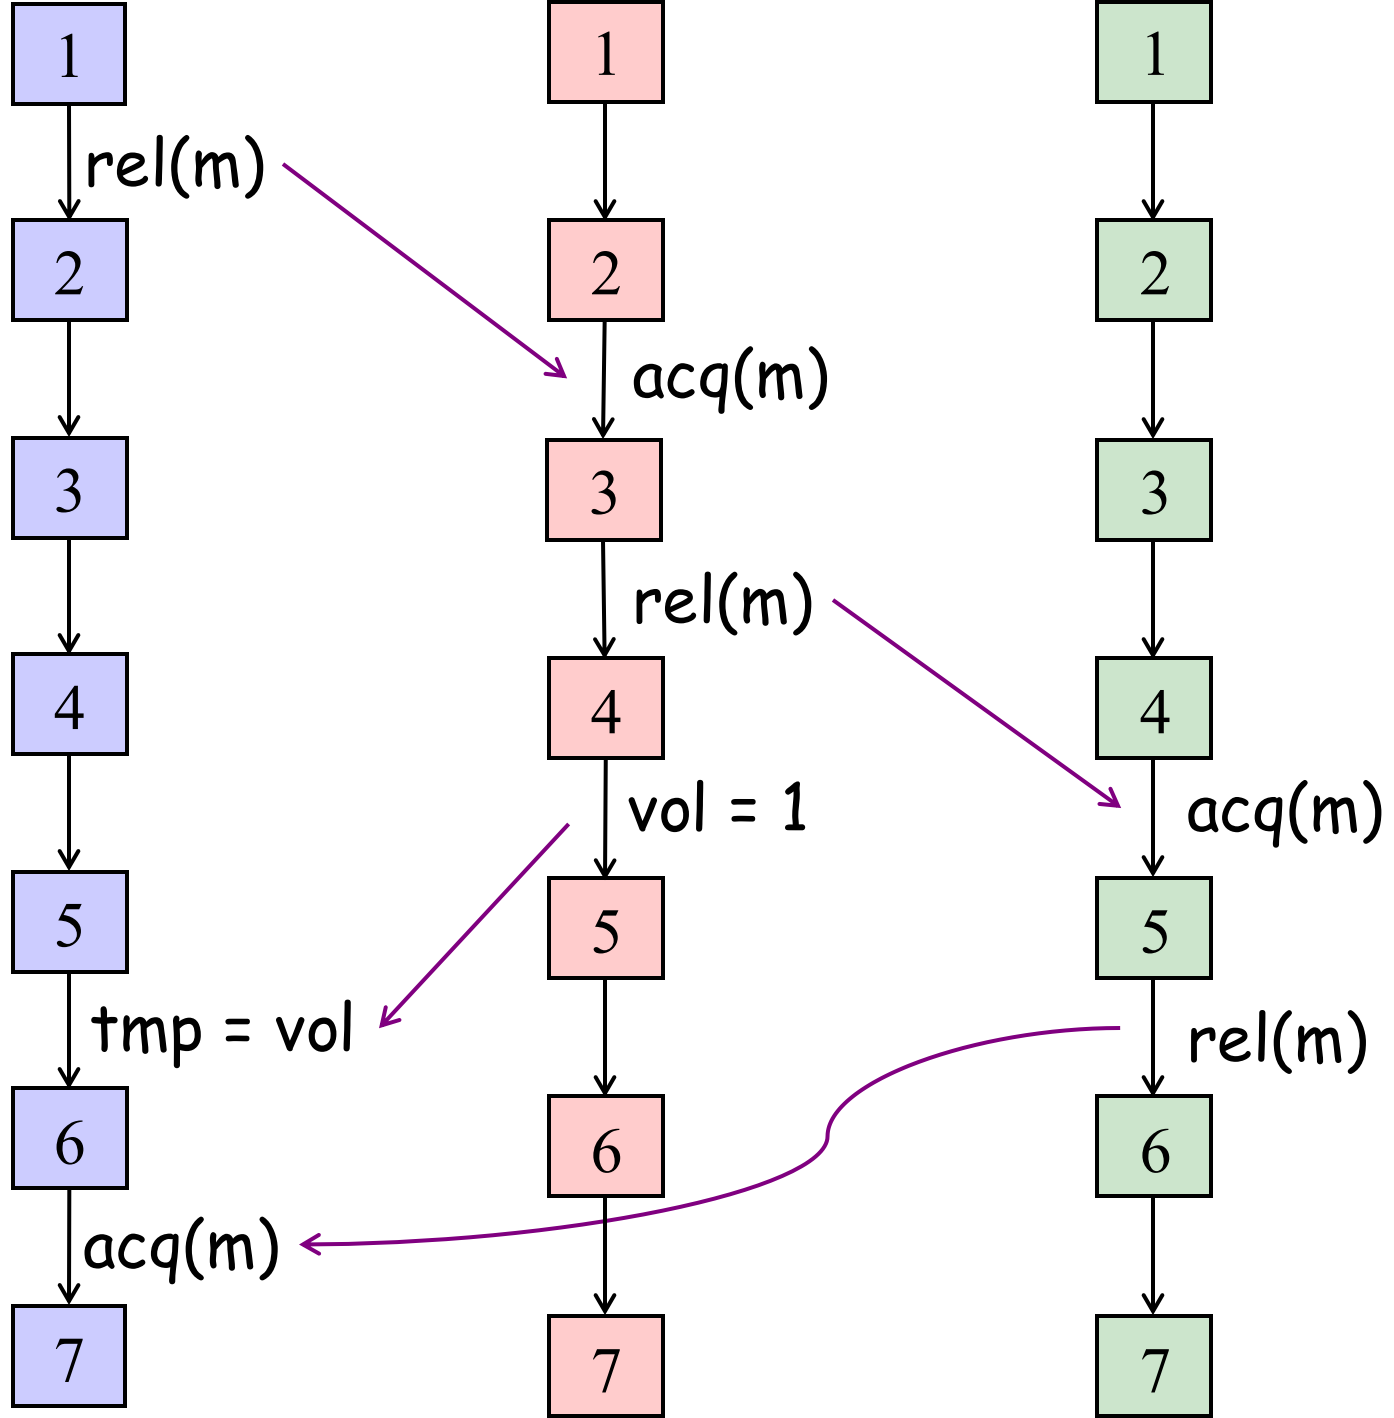 1 1 1
rel(m)
2 2 2
acq(m)
3 3 3
rel(m)
4 4 4
vol = 1 acq(m)
5 5 5
tmp = vol rel(m)
6 6 6
acq(m)
7 7 7